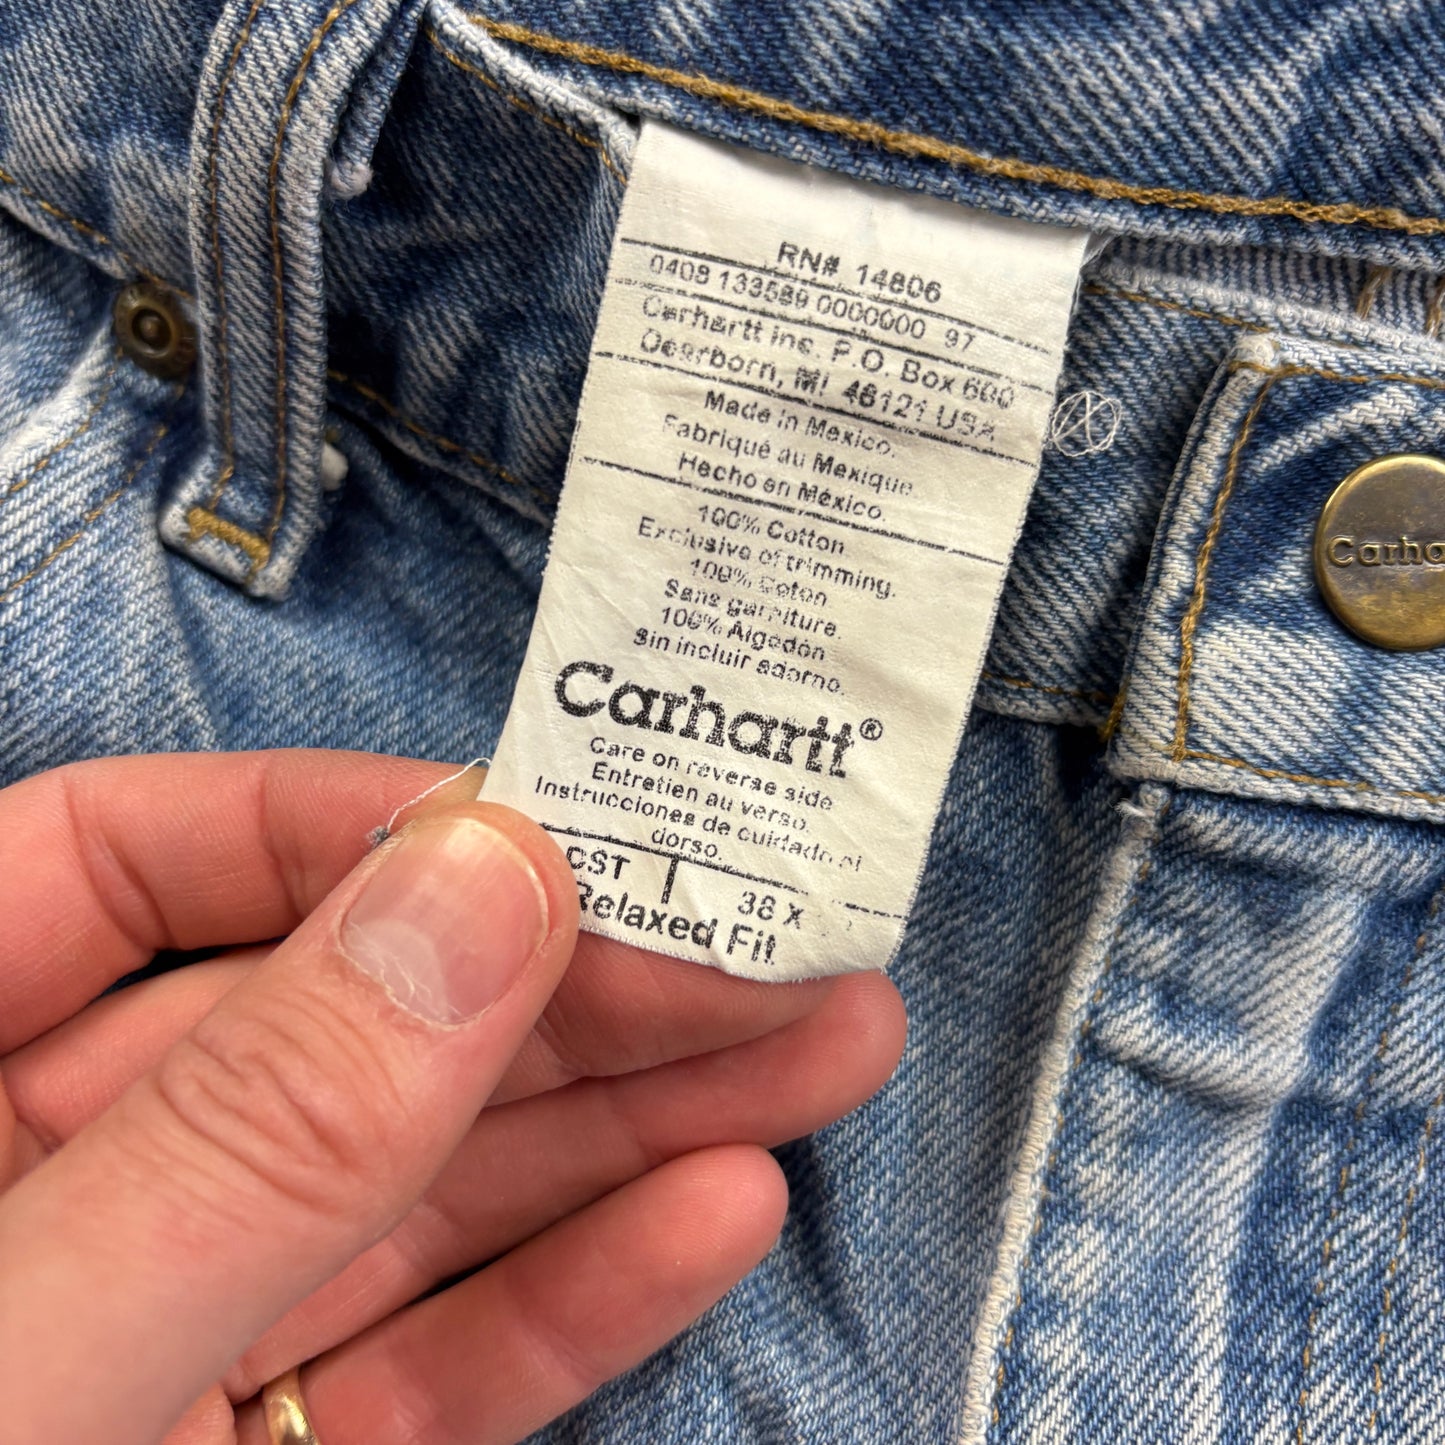 RN# 14806
0408 133589 0000000 97
Carhartt Inc. P.O. Box 600
Dearborn, MI 48121 USA
Made in Mexico.
Fabriqué au Mexique
Hecho en México.
100% Cotton
Exclusive of trimming.
100% Coton
Sans garniture.
100% Algodón
Sin incluir adorno.
Carhartt®
Care on reverse side
Entretien au verso.
Instrucciones de cuidado al
dorso.
CST 38 X
Relaxed Fit
Carha